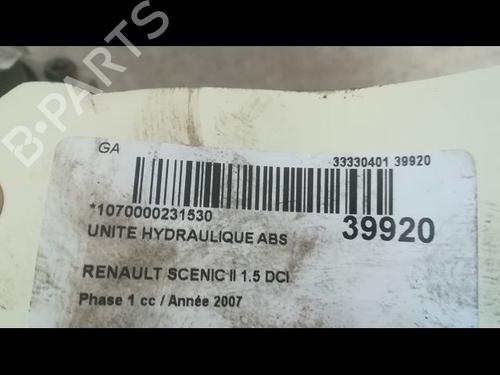 B-PARTS
GA
33330401 39920
*1070000231530
39920
UNITE HYDRAULIQUE ABS
RENAULT SCENIC II 1.5 DCI
Phase 1 cc / Année 2007